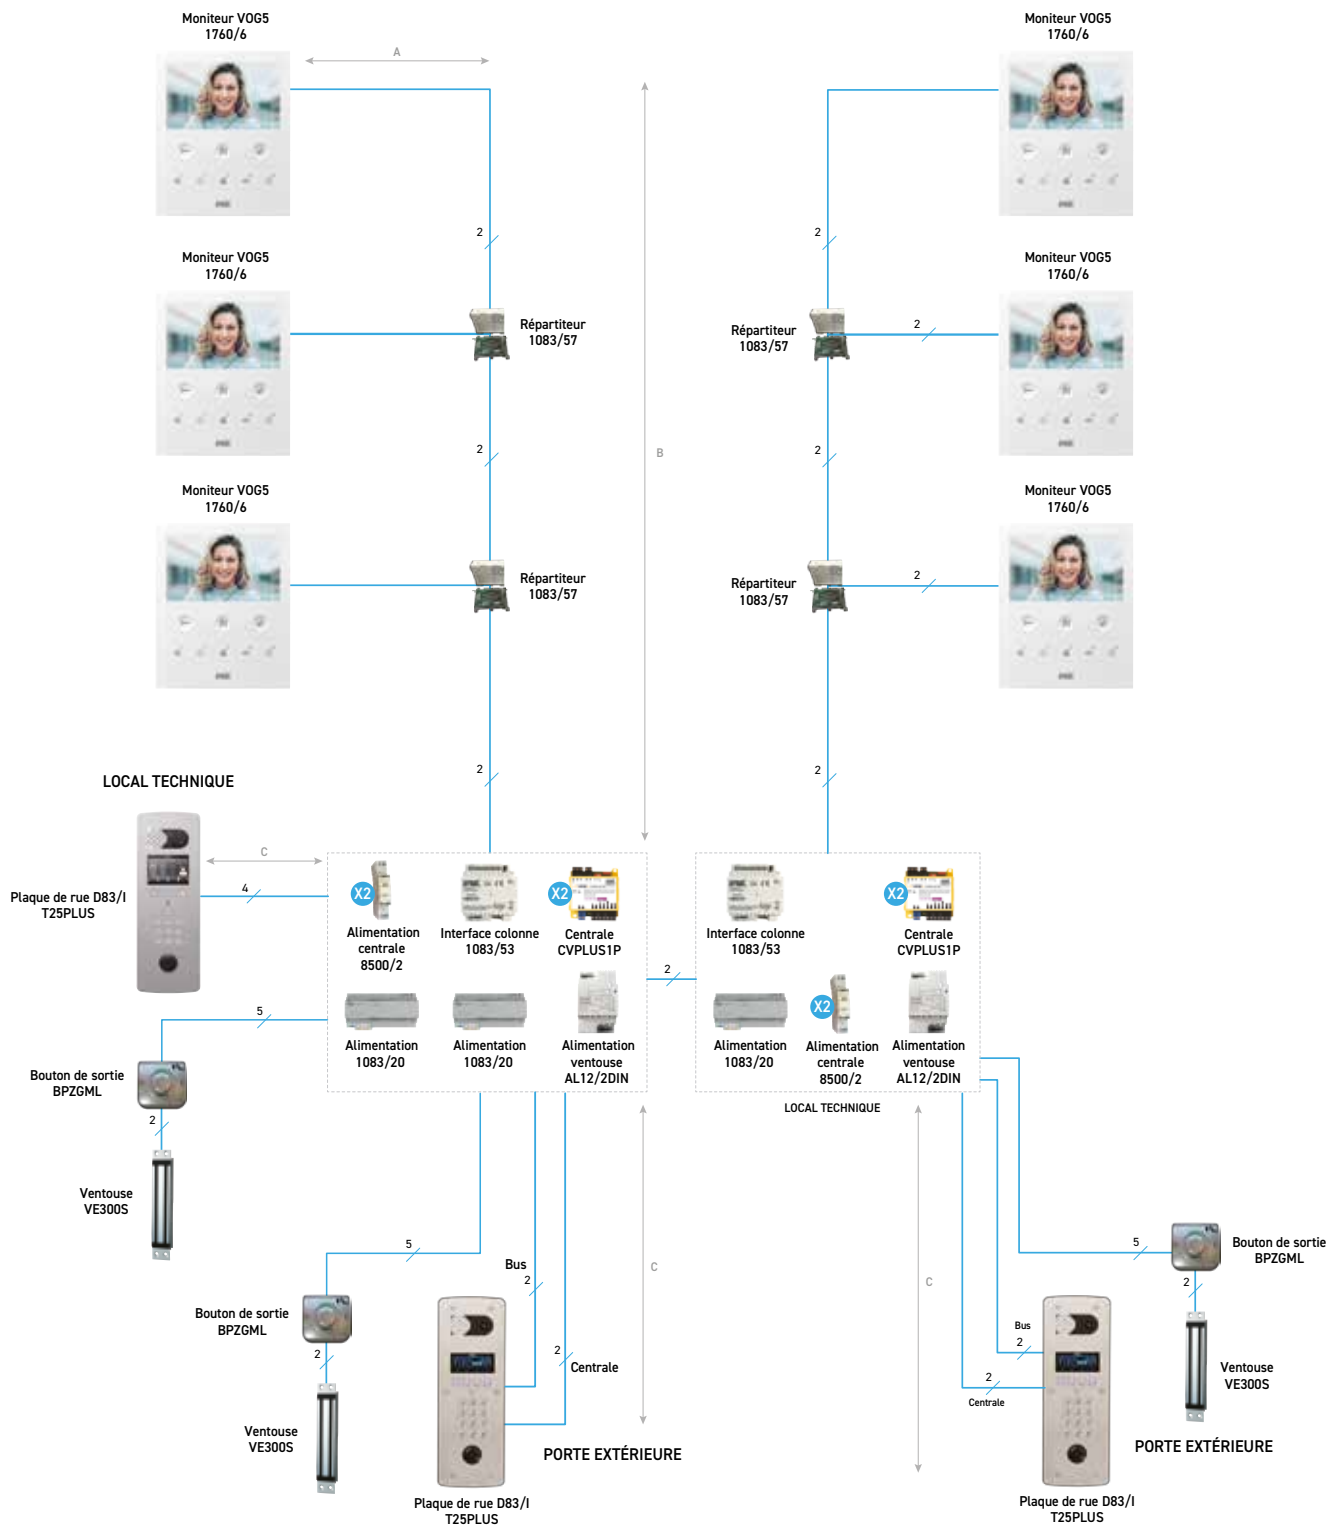 Moniteur VOG5
1760/6
Moniteur VOG5
1760/6
A
2
2
Moniteur VOG5
1760/6
Moniteur VOG5
1760/6
Répartiteur
1083/57
Répartiteur
1083/57
2
2
2
B
Moniteur VOG5
1760/6
Moniteur VOG5
1760/6
Répartiteur
1083/57
Répartiteur
1083/57
2
2
2
LOCAL TECHNIQUE
C
4
Plaque de rue D83/I
T25PLUS
X2
Alimentation
centrale
8500/2
Interface colonne
1083/53
X2
Centrale
CVPLUS1P
Interface colonne
1083/53
X2
Centrale
CVPLUS1P
2
5
Alimentation
1083/20
Alimentation
1083/20
Alimentation
ventouse
AL12/2DIN
Alimentation
1083/20
X2
Alimentation
centrale
8500/2
Alimentation
ventouse
AL12/2DIN
LOCAL TECHNIQUE
Bouton de sortie
BPZGML
2
Ventouse
VE300S
5
Bus
2
C
C
5
Bouton de sortie
BPZGML
2
Bouton de sortie
BPZGML
2
2
Centrale
Bus
2
2
Centrale
Ventouse
VE300S
Ventouse
VE300S
PORTE EXTÉRIEURE
PORTE EXTÉRIEURE
Plaque de rue D83/I
T25PLUS
Plaque de rue D83/I
T25PLUS